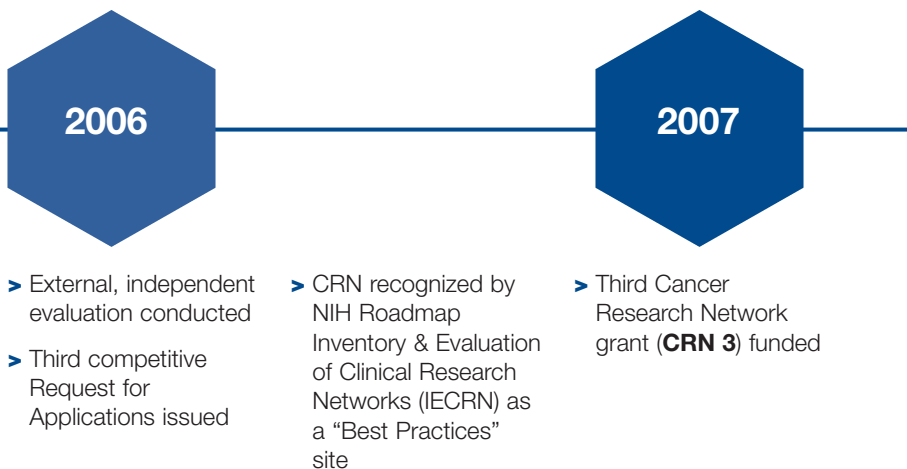 2006
> External, independent
evaluation conducted
> Third competitive
Request for
Applications issued
> CRN recognized by
NIH Roadmap
Inventory & Evaluation
of Clinical Research
Networks (IECRN) as
a “Best Practices”
site
2007
> Third Cancer
Research Network
grant (CRN 3) funded